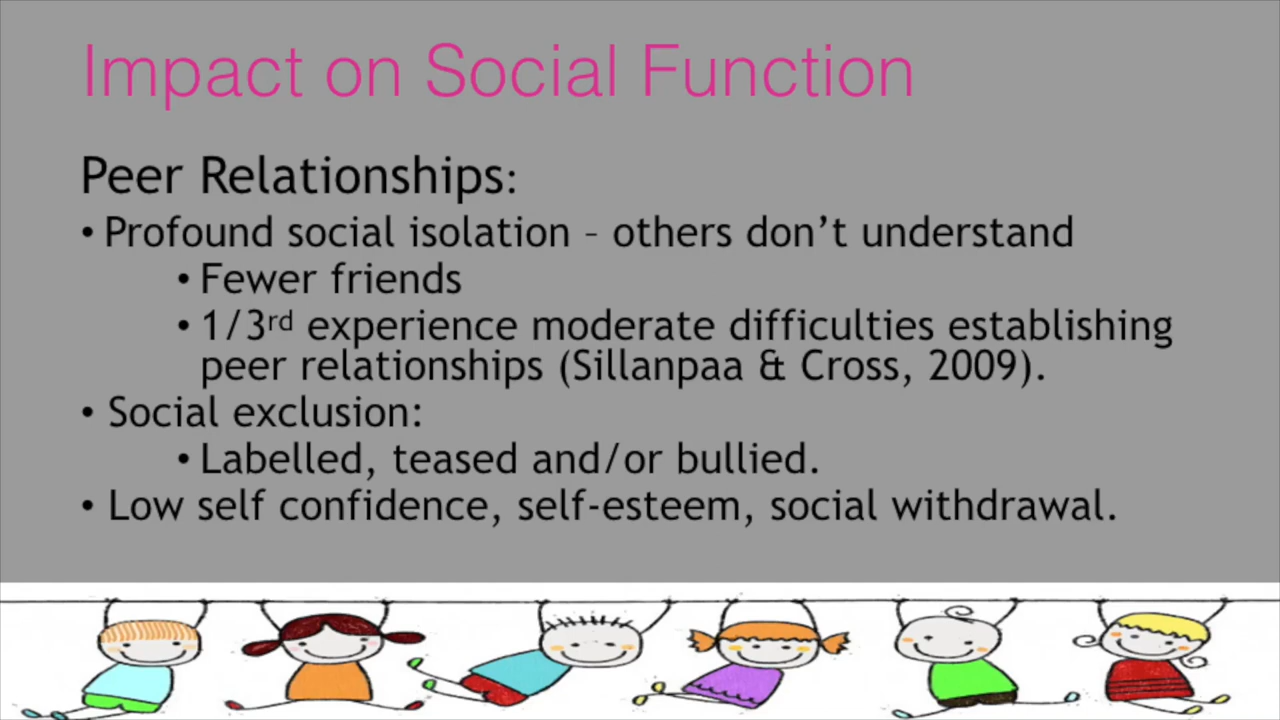 Impact on Social Function
Peer Relationships:
• Profound social isolation – others don’t understand
• Fewer friends
• 1/3rd experience moderate difficulties establishing
peer relationships (Sillanpaa & Cross, 2009).
• Social exclusion:
• Labelled, teased and/or bullied.
• Low self confidence, self-esteem, social withdrawal.